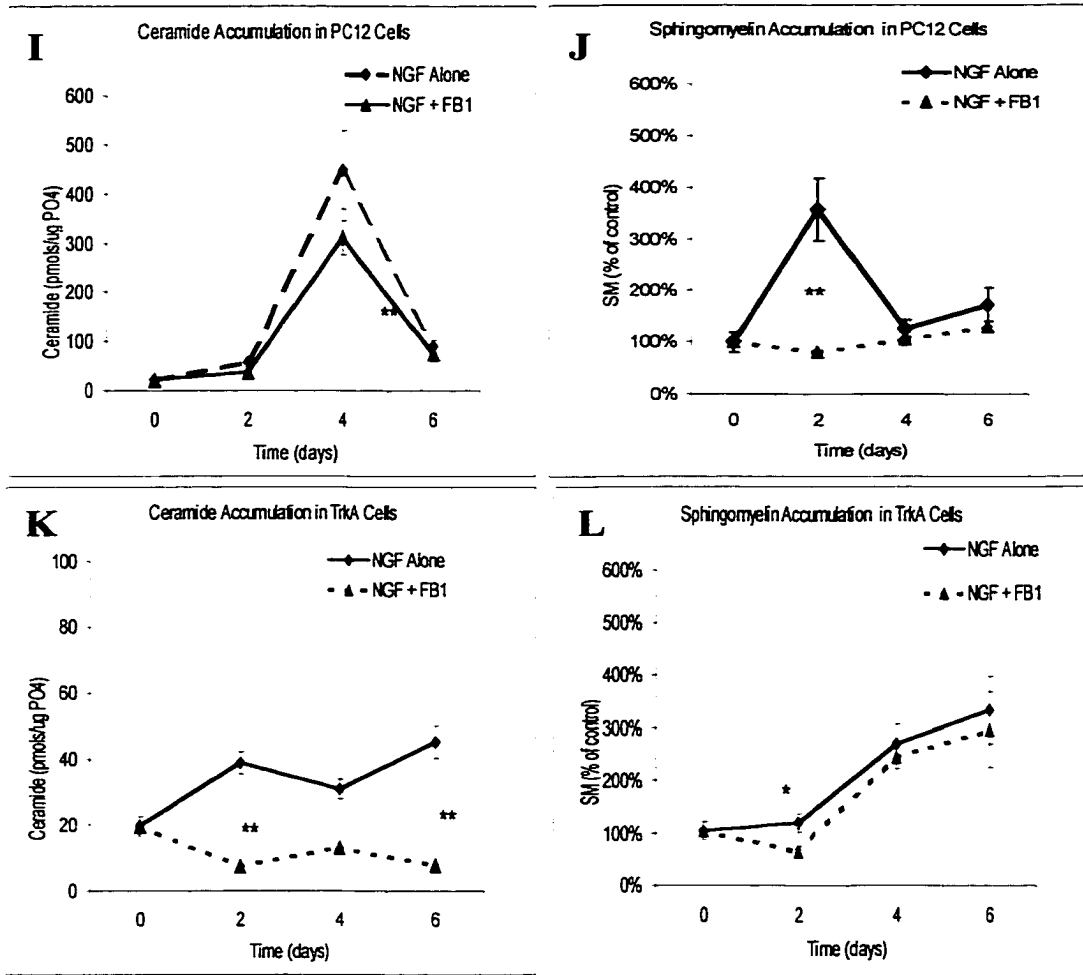 I
Ceramide Accumulation in PC12 Cells
NGF Alone
NGF + FB1
600
500
400
300
200
100
0
Ceramide (pmols/ug PO4)
**
0 2 4 6
Time (days)
J
Sphingomyelin Accumulation in PC12 Cells
NGF Alone
NGF + FB1
600%
500%
400%
300%
200%
100%
0%
SM (% of control)
**
0 2 4 6
Time (days)
K
Ceramide Accumulation in TrkA Cells
NGF Alone
NGF + FB1
100
80
60
40
20
0
Ceramide (pmols/ug PO4)
** **
0 2 4 6
Time (days)
L
Sphingomyelin Accumulation in TrkA Cells
NGF Alone
NGF + FB1
600%
500%
400%
300%
200%
100%
0%
SM (% of control)
*
0 2 4 6
Time (days)